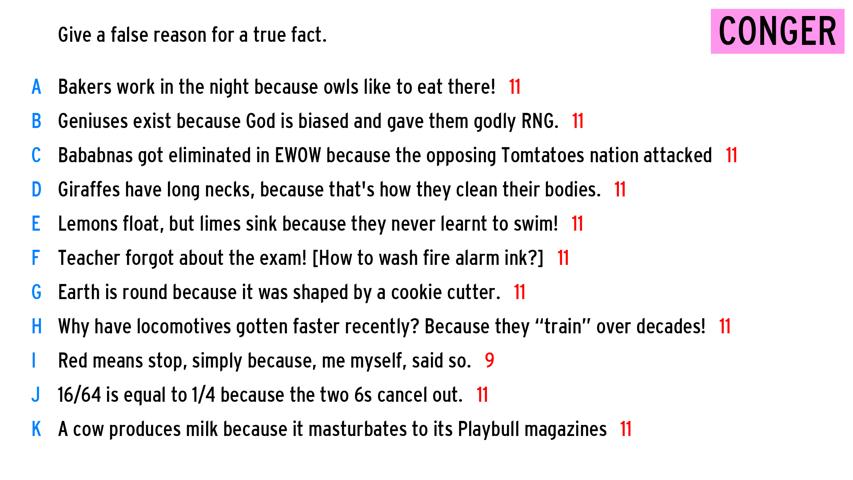 Give a false reason for a true fact.
CONGER
A Bakers work in the night because owls like to eat there! 11
B Geniuses exist because God is biased and gave them godly RNG. 11
C Bababnas got eliminated in EWOW because the opposing Tomtatoes nation attacked 11
D Giraffes have long necks, because that's how they clean their bodies. 11
E Lemons float, but limes sink because they never learnt to swim! 11
F Teacher forgot about the exam! [How to wash fire alarm ink?] 11
G Earth is round because it was shaped by a cookie cutter. 11
H Why have locomotives gotten faster recently? Because they “train” over decades! 11
I Red means stop, simply because, me myself, said so. 9
J 16/64 is equal to 1/4 because the two 6s cancel out. 11
K A cow produces milk because it masturbates to its Playbull magazines 11